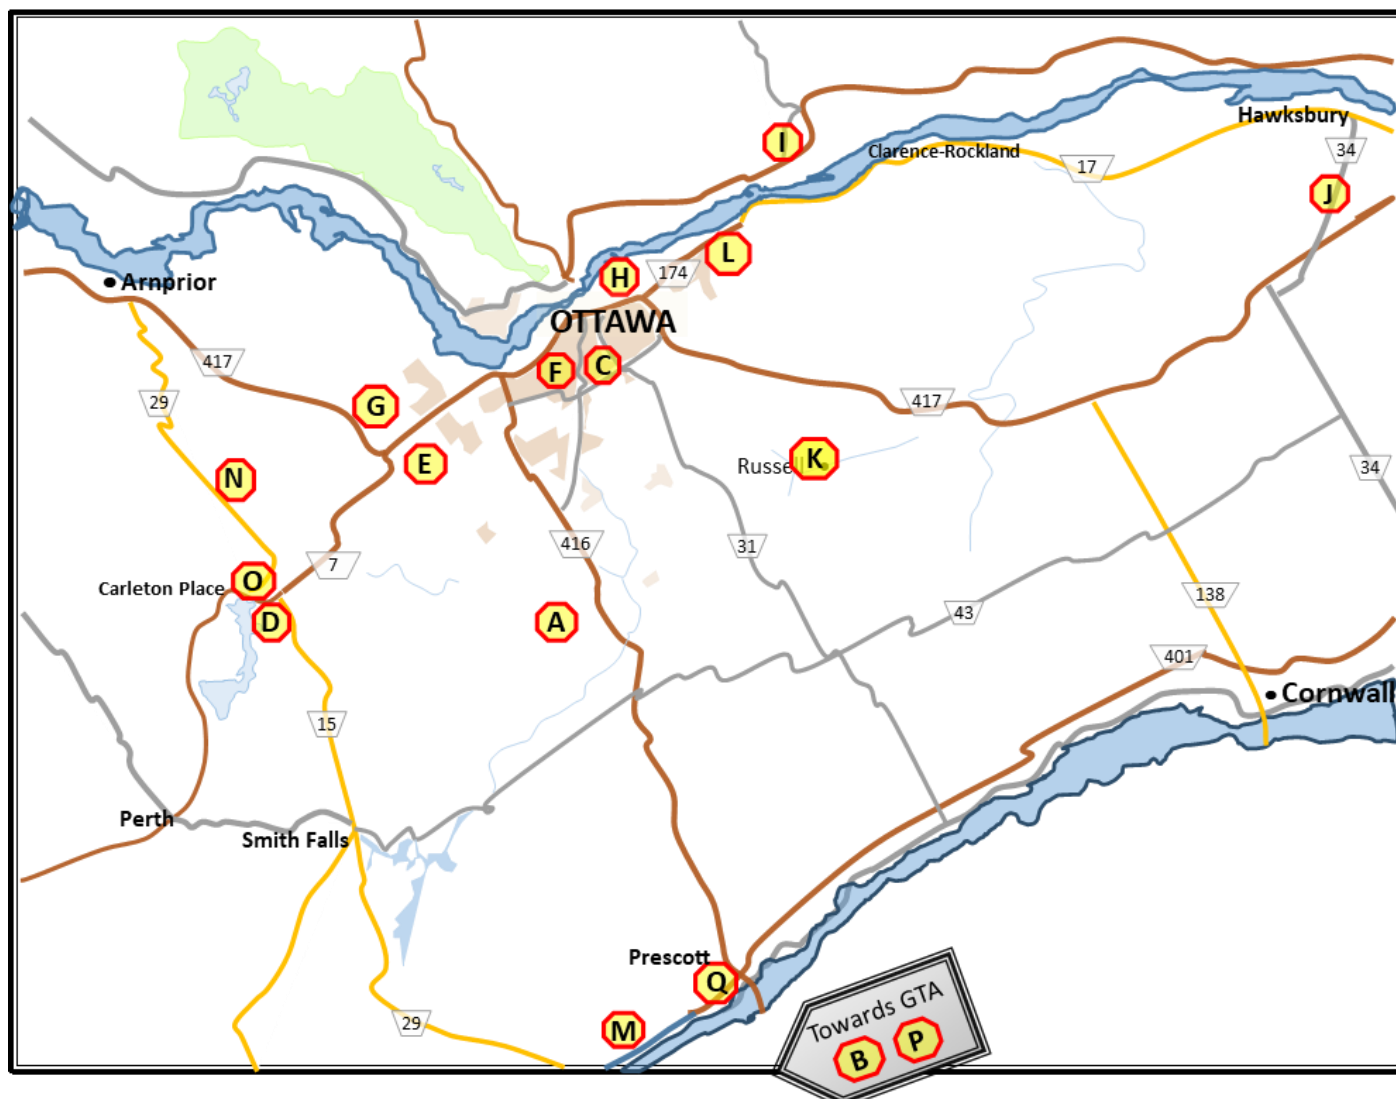 Hawksbury
I
Clarence-Rockland
34
17
J
L
H
174
Arnprior
OTTAWA
417
F
C
29
G
417
E
K
Russell
N
34
31
416
7
O
Carleton Place
138
43
D
A
401
Cornwall
15
Perth
Smith Falls
Prescott
Q
Towards GTA
29
M
B P